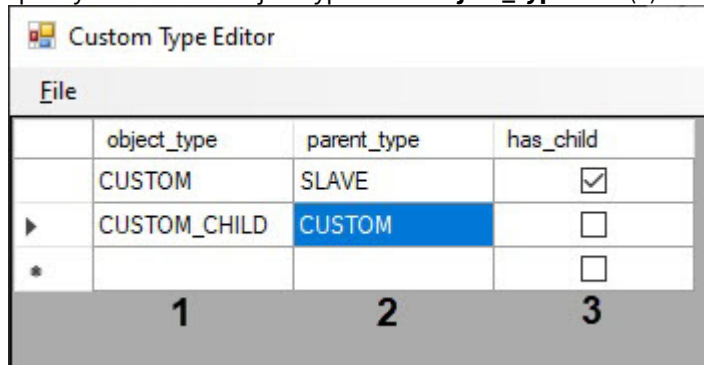 Custom Type Editor
File
object_type parent_type has_child
CUSTOM SLAVE
CUSTOM_CHILD CUSTOM
1 2 3